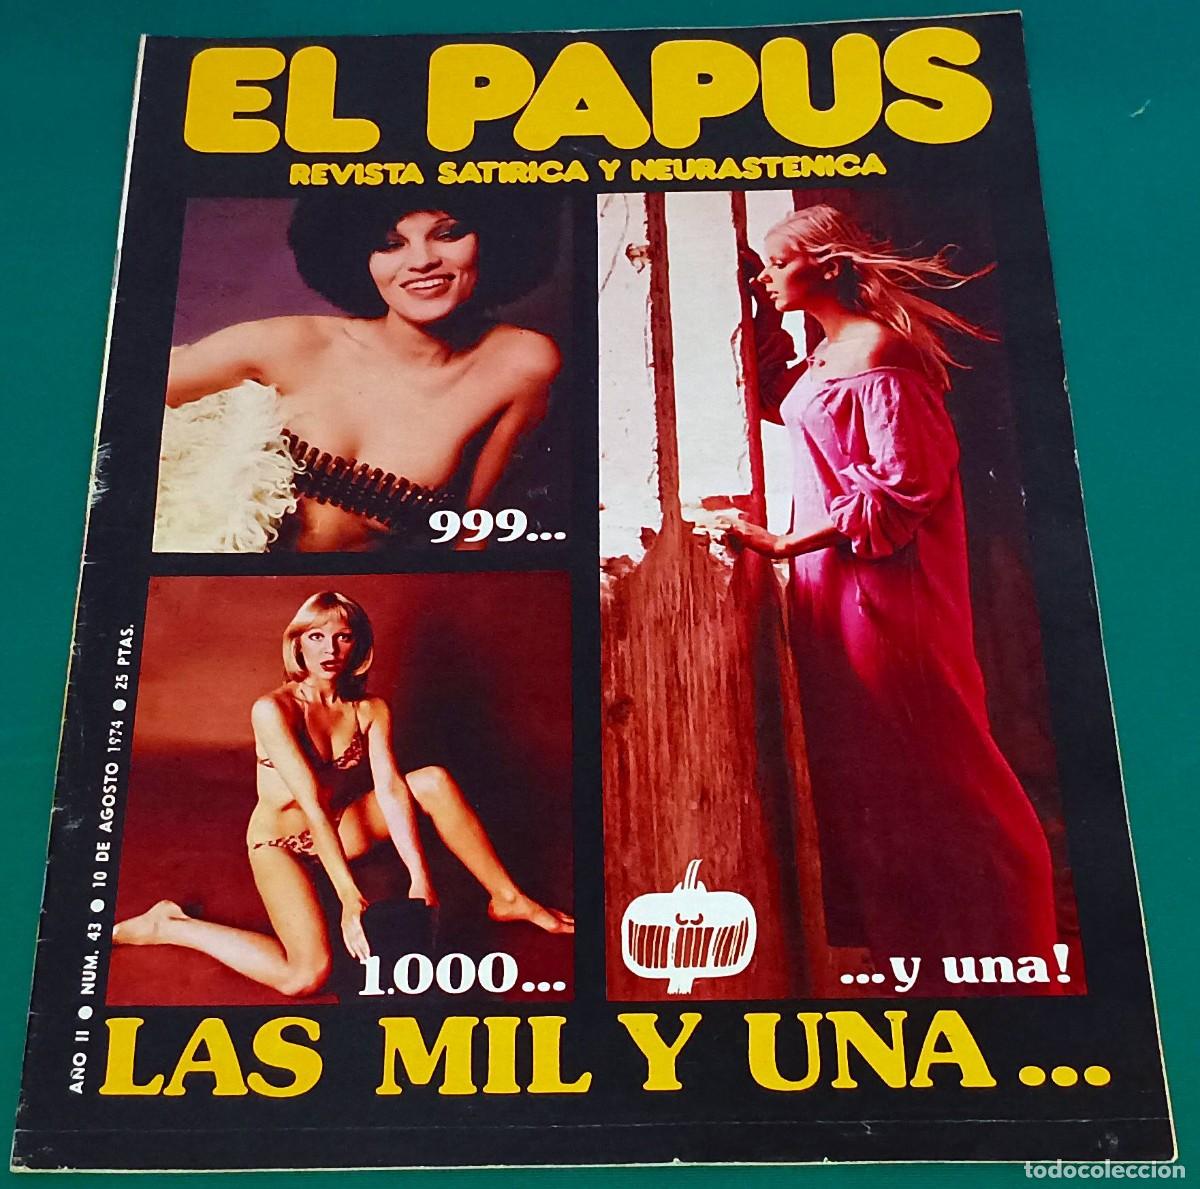 EL PAPUS
REVISTA SATIRICA Y NEURASTENICA
999...
1.000...
...y una!
LAS MIL Y UNA...
AÑO II • NUM. 43 • 10 DE AGOSTO 1974 • 25 PTAS.
todocoleccion